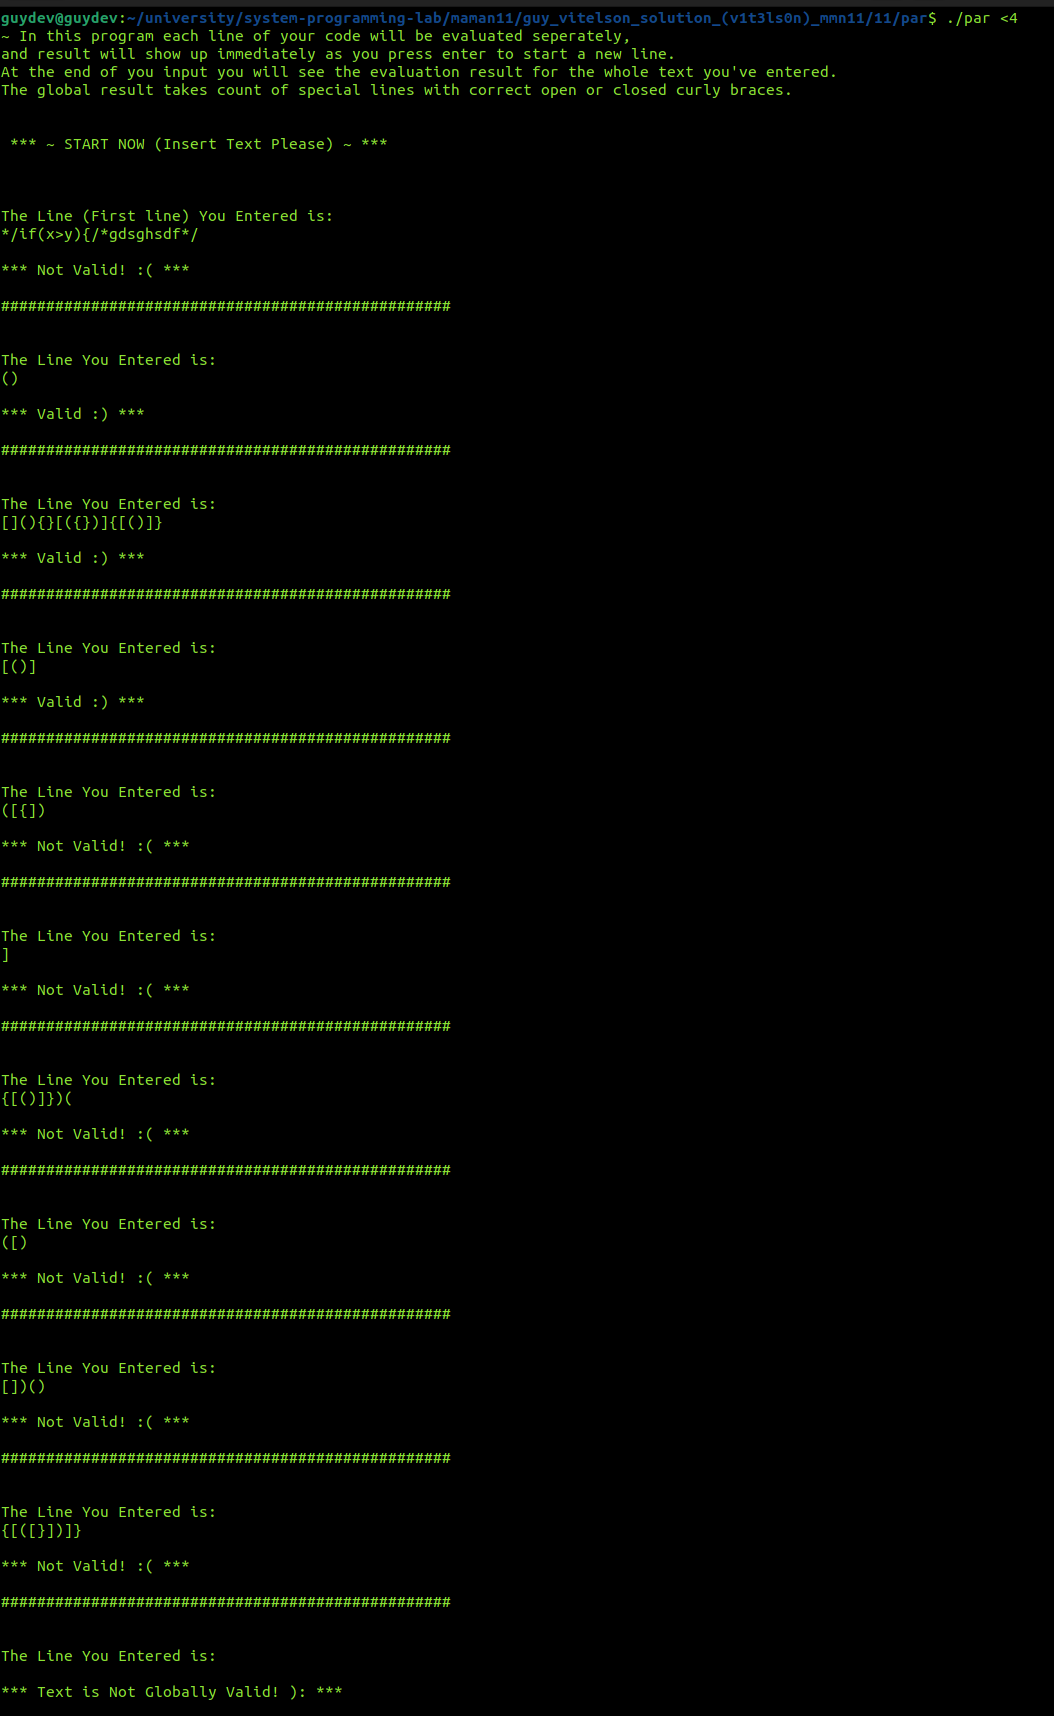 guydev@guydev:~/university/system-programming-lab/maman11/guy_vitelson_solution_(v1t3ls0n)_mmn11/11/par$ ./par <4
~ In this program each line of your code will be evaluated seperately,
and result will show up immediately as you press enter to start a new line.
At the end of you input you will see the evaluation result for the whole text you've entered.
The global result takes count of special lines with correct open or closed curly braces.
*** ~ START NOW (Insert Text Please) ~ ***
The Line (First line) You Entered is:
*/if(x>y){/*gdsghsdf*/
*** Not Valid! :( ***
##################################################
The Line You Entered is:
()
*** Valid :) ***
##################################################
The Line You Entered is:
[](){}[({})]{[()]}
*** Valid :) ***
##################################################
The Line You Entered is:
[()]
*** Valid :) ***
##################################################
The Line You Entered is:
([{])
*** Not Valid! :( ***
##################################################
The Line You Entered is:
]
*** Not Valid! :( ***
##################################################
The Line You Entered is:
{[()]})(
*** Not Valid! :( ***
##################################################
The Line You Entered is:
([)
*** Not Valid! :( ***
##################################################
The Line You Entered is:
[])()
*** Not Valid! :( ***
##################################################
The Line You Entered is:
{[([}])]}
*** Not Valid! :( ***
##################################################
The Line You Entered is:
*** Text is Not Globally Valid! ): ***